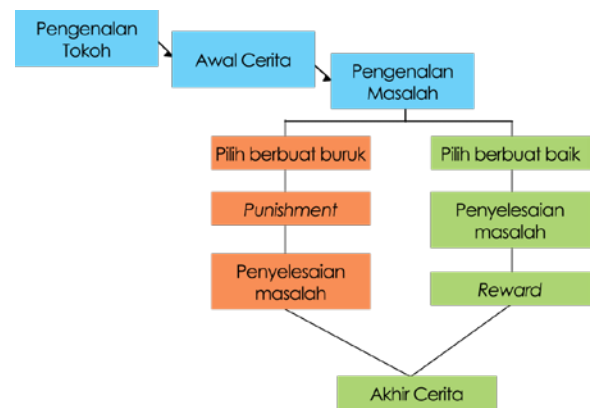 Pengenalan
Tokoh
Awal Cerita
Pengenalan
Masalah
Pilih berbuat buruk
Pilih berbuat baik
Punishment
Penyelesaian
masalah
Penyelesaian
masalah
Reward
Akhir Cerita